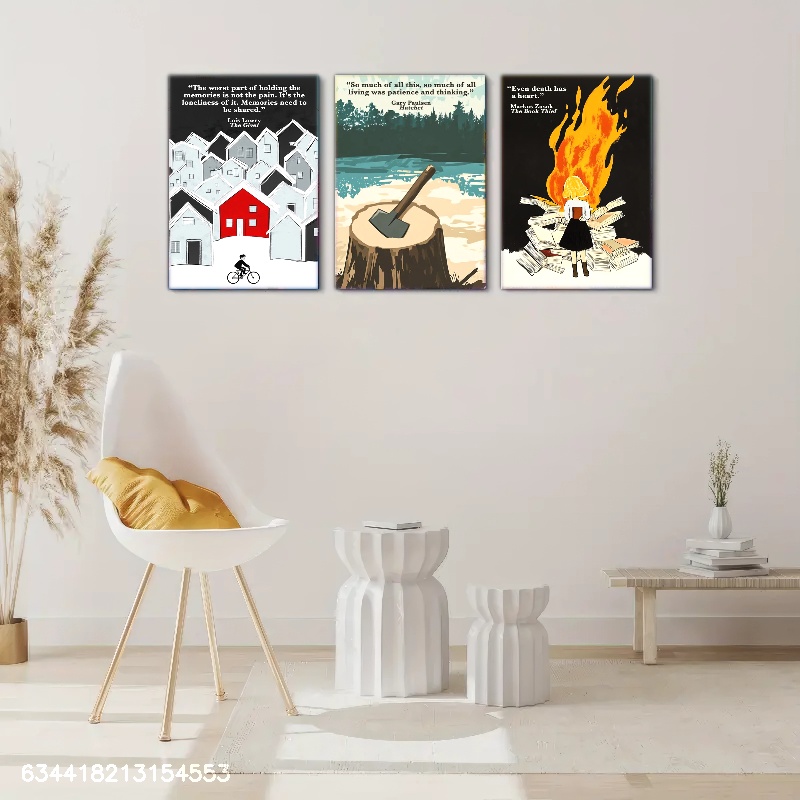 “The worst part of holding the
memories is not the pain. It's the
loneliness of it. Memories need to
be shared.”
Lois Lowry
The Giver
“So much of all this, so much of all
living was patience and thinking.”
Gary Paulsen
Hatchet
“Even death has
a heart.”
Markus Zusak
The Book Thief
634418213154553